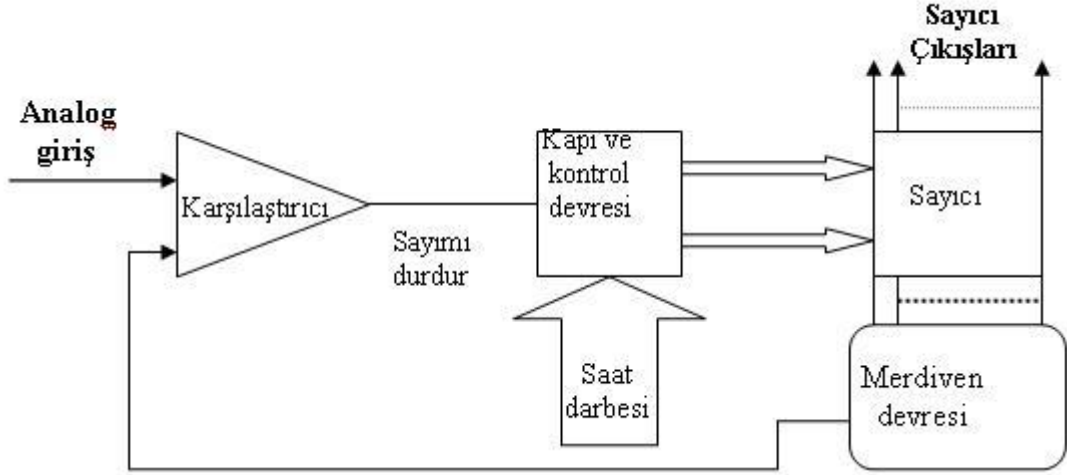 Sayıcı
Çıkışları
Analog
giriş
Karşılaştırıcı
Sayımı
durdur
Kapı ve
kontrol
devresi
Saat
darbesi
Sayıcı
Merdiven
devresi